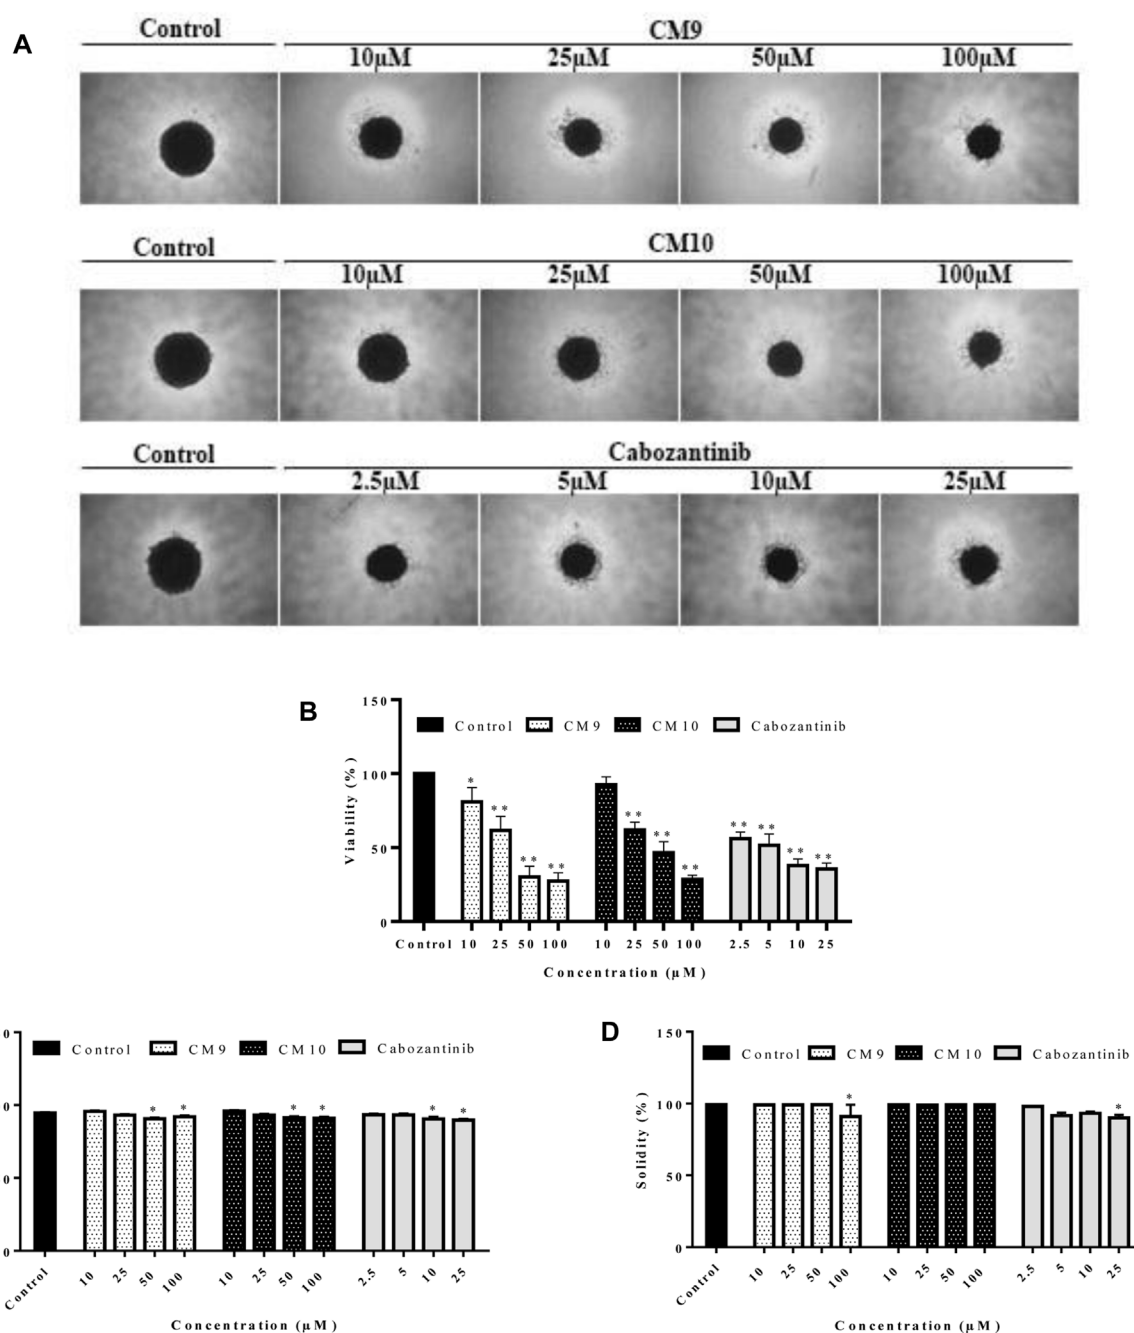 A
Control CM9
10µM 25µM 50µM 100µM
Control CM10
10µM 25µM 50µM 100µM
Control Cabozantinib
2.5µM 5µM 10µM 25µM
B
150
100
50
0
Viability (%)
Control CM9 CM10 Cabozantinib
*
**
**
**
**
**
**
**
**
**
**
Control 10 25 50 100 10 25 50 100 2.5 5 10 25
Concentration (µM)
0
0
0
0
Control CM9 CM10 Cabozantinib
* * * * * *
Control 10 25 50 100 10 25 50 100 2.5 5 10 25
Concentration (µM)
D
150
100
50
0
Solidity (%)
Control CM9 CM10 Cabozantinib
* *
Control 10 25 50 100 10 25 50 100 2.5 5 10 25
Concentration (µM)